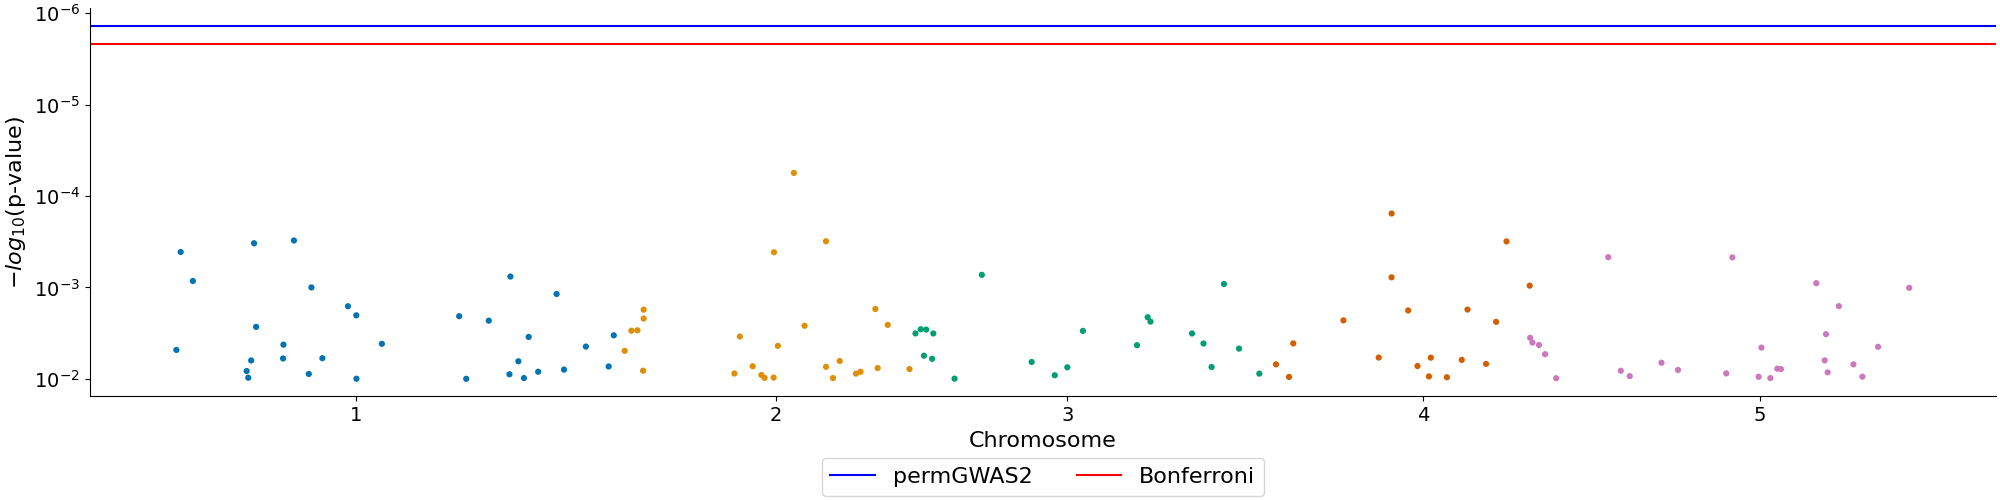 10⁻⁶
10⁻⁵
10⁻⁴
10⁻³
10⁻²
−log₁₀(p-value)
1 2 3 4 5
Chromosome
permGWAS2 Bonferroni